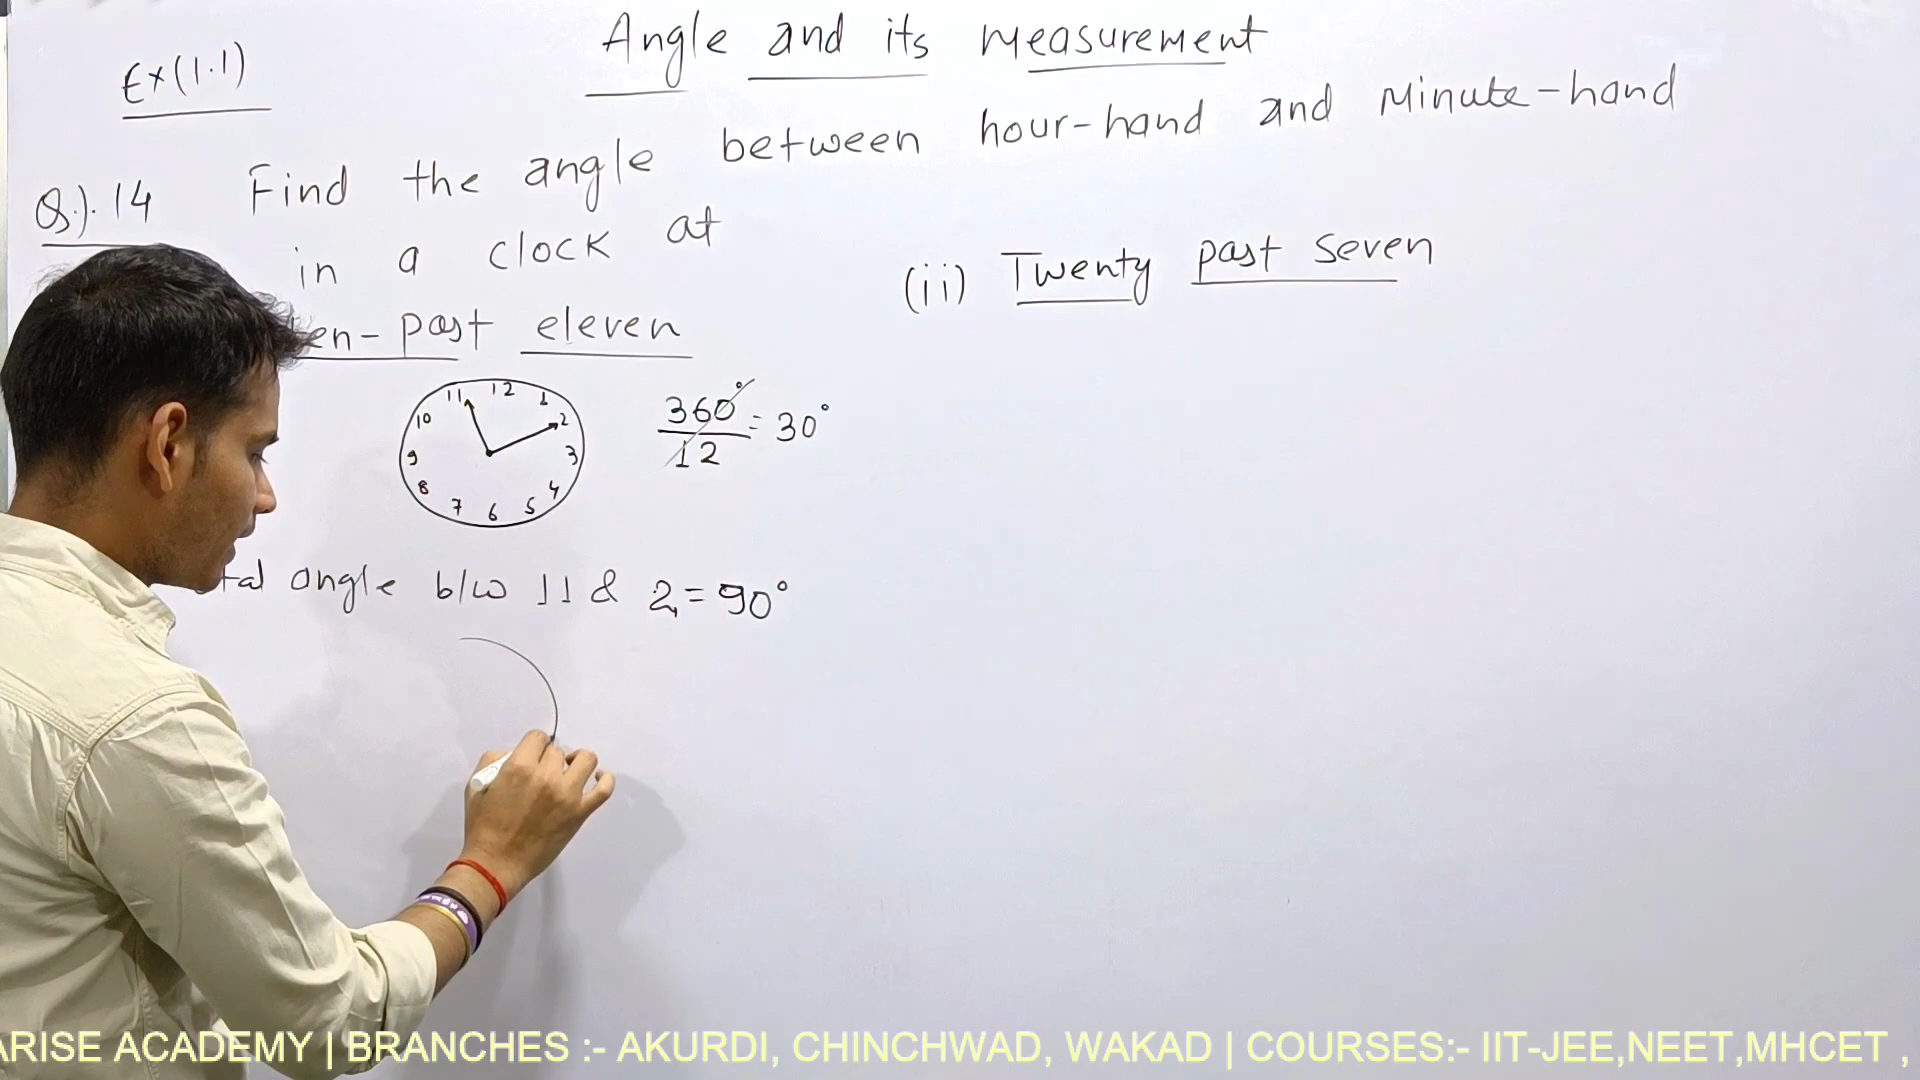 Angle and its measurement
Ex(1.1)
Q.).14 Find the angle between hour-hand and Minute-hand
in a clock at
ten-past eleven
(ii) Twenty past seven
11 12 1
10 2
9 3
8 4
7 6 5
360°/12 = 30°
angle b/w 11 & 2 = 90°
ARISE ACADEMY | BRANCHES :- AKURDI, CHINCHWAD, WAKAD | COURSES:- IIT-JEE,NEET,MHCET ,